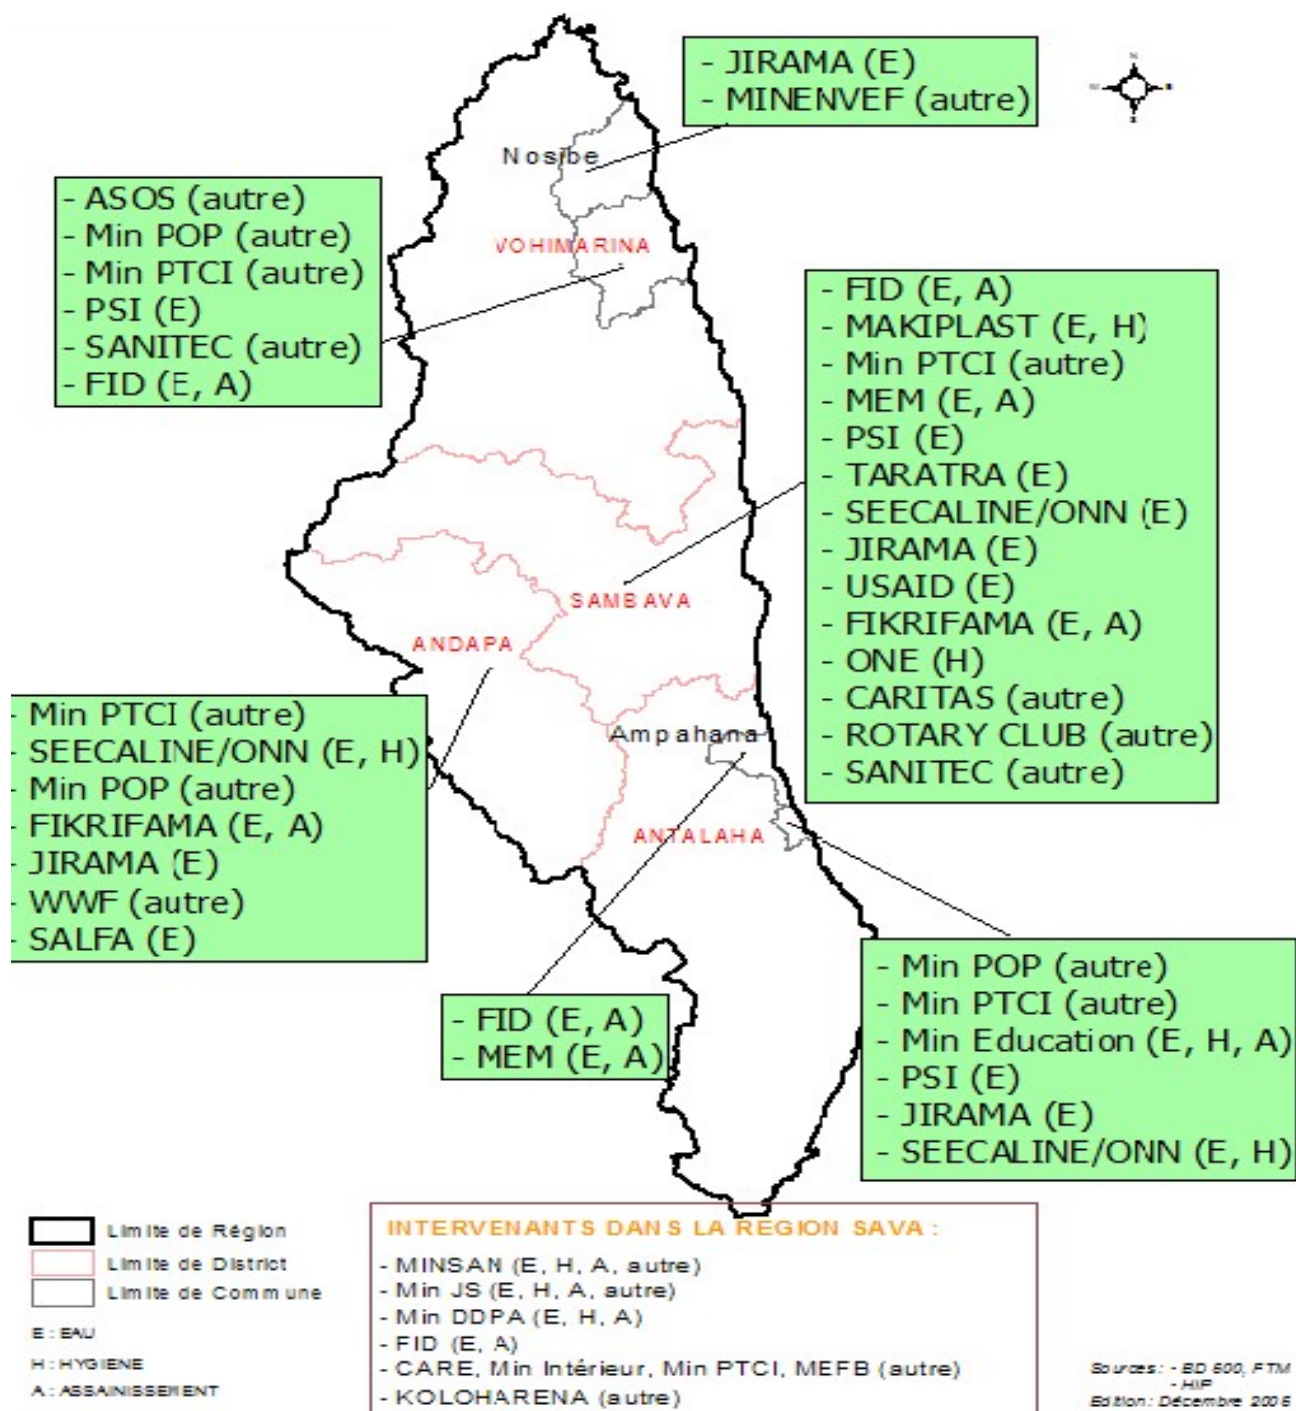 - JIRAMA (E)
- MINENVEF (autre)
Nosibe
- ASOS (autre)
- Min POP (autre)
- Min PTCI (autre)
- PSI (E)
- SANITEC (autre)
- FID (E, A)
VOHIMARINA
- FID (E, A)
- MAKIPLAST (E, H)
- Min PTCI (autre)
- MEM (E, A)
- PSI (E)
- TARATRA (E)
- SEECALINE/ONN (E)
- JIRAMA (E)
- USAID (E)
- FIKRIFAMA (E, A)
- ONE (H)
- CARITAS (autre)
- ROTARY CLUB (autre)
- SANITEC (autre)
SAMBAVA
ANDAPA
- Min PTCI (autre)
- SEECALINE/ONN (E, H)
- Min POP (autre)
- FIKRIFAMA (E, A)
- JIRAMA (E)
- WWF (autre)
- SALFA (E)
Ampahana
ANTALAHA
- FID (E, A)
- MEM (E, A)
- Min POP (autre)
- Min PTCI (autre)
- Min Education (E, H, A)
- PSI (E)
- JIRAMA (E)
- SEECALINE/ONN (E, H)
Limite de Région
Limite de District
Limite de Commune
E : EAU
H : HYGIENE
A : ASSAINISSEMENT
INTERVENANTS DANS LA REGION SAVA :
- MINSAN (E, H, A, autre)
- Min JS (E, H, A, autre)
- Min DDPA (E, H, A)
- FID (E, A)
- CARE, Min Intérieur, Min PTCI, MEFB (autre)
- KOLOHARENA (autre)
Sources : - BD 500, FTM
- HIP
Edition : Décembre